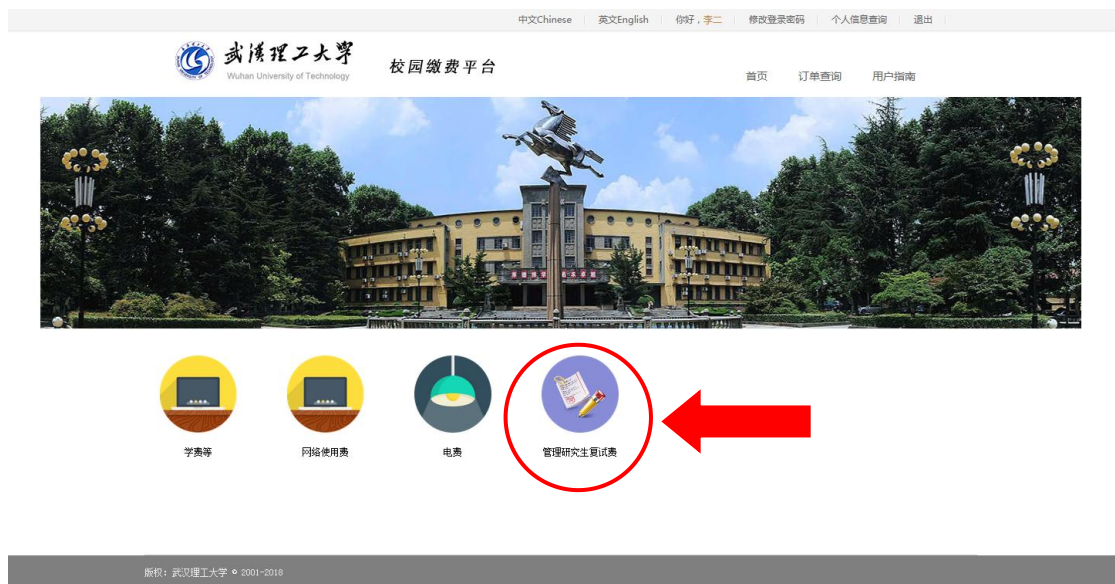 中文Chinese 英文English 你好，李二 修改登录密码 个人信息查询 退出
武汉理工大学
Wuhan University of Technology
校园缴费平台
首页 订单查询 用户指南
学费等 网络使用费 电费 管理研究生复试费
版权：武汉理工大学 © 2001-2016